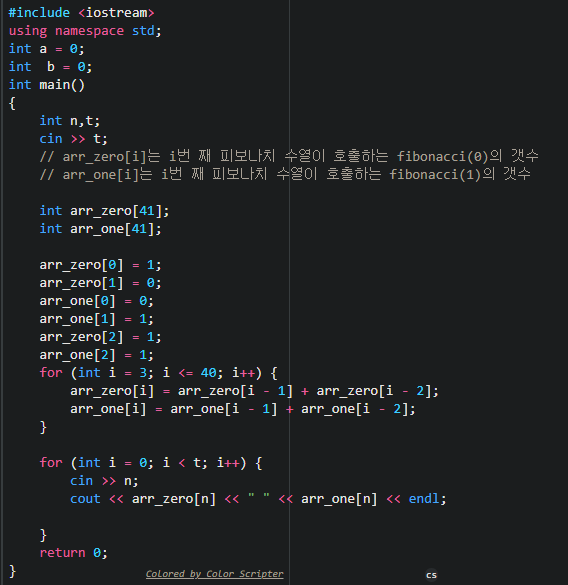 #include <iostream>
using namespace std;
int a = 0;
int  b = 0;
int main()
{
    int n,t;
    cin >> t;
    // arr_zero[i]는 i번 째 피보나치 수열이 호출하는 fibonacci(0)의 갯수
    // arr_one[i]는 i번 째 피보나치 수열이 호출하는 fibonacci(1)의 갯수

    int arr_zero[41];
    int arr_one[41];

    arr_zero[0] = 1;
    arr_zero[1] = 0;
    arr_one[0] = 0;
    arr_one[1] = 1;
    arr_zero[2] = 1;
    arr_one[2] = 1;
    for (int i = 3; i <= 40; i++) {
        arr_zero[i] = arr_zero[i - 1] + arr_zero[i - 2];
        arr_one[i] = arr_one[i - 1] + arr_one[i - 2];
    }

    for (int i = 0; i < t; i++) {
        cin >> n;
        cout << arr_zero[n] << " " << arr_one[n] << endl;

    }
    return 0;
}
Colored by Color Scripter cs